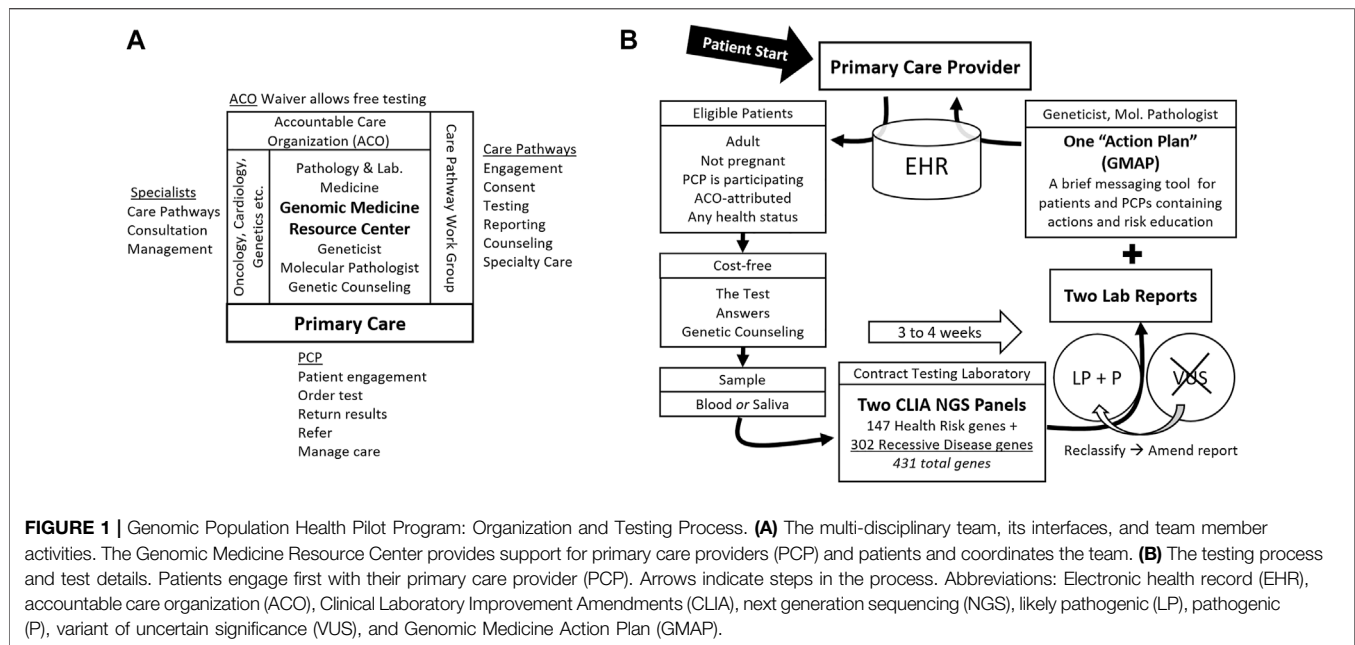 A
ACO Waiver allows free testing
Accountable Care
Organization (ACO)
Specialists
Care Pathways
Consultation
Management
Oncology, Cardiology,
Genetics etc.
Pathology & Lab.
Medicine
Genomic Medicine
Resource Center
Geneticist
Molecular Pathologist
Genetic Counseling
Care Pathway Work Group
Care Pathways
Engagement
Consent
Testing
Reporting
Counseling
Specialty Care
Primary Care
PCP
Patient engagement
Order test
Return results
Refer
Manage care
B
Patient Start
Primary Care Provider
EHR
Eligible Patients
Adult
Not pregnant
PCP is participating
ACO-attributed
Any health status
Cost-free
The Test
Answers
Genetic Counseling
Sample
Blood or Saliva
3 to 4 weeks
Contract Testing Laboratory
Two CLIA NGS Panels
147 Health Risk genes +
302 Recessive Disease genes
431 total genes
LP + P
VUS
Reclassify → Amend report
Two Lab Reports
+
Geneticist, Mol. Pathologist
One “Action Plan”
(GMAP)
A brief messaging tool for
patients and PCPs containing
actions and risk education
FIGURE 1 | Genomic Population Health Pilot Program: Organization and Testing Process. (A) The multi-disciplinary team, its interfaces, and team member
activities. The Genomic Medicine Resource Center provides support for primary care providers (PCP) and patients and coordinates the team. (B) The testing process
and test details. Patients engage first with their primary care provider (PCP). Arrows indicate steps in the process. Abbreviations: Electronic health record (EHR),
accountable care organization (ACO), Clinical Laboratory Improvement Amendments (CLIA), next generation sequencing (NGS), likely pathogenic (LP), pathogenic
(P), variant of uncertain significance (VUS), and Genomic Medicine Action Plan (GMAP).